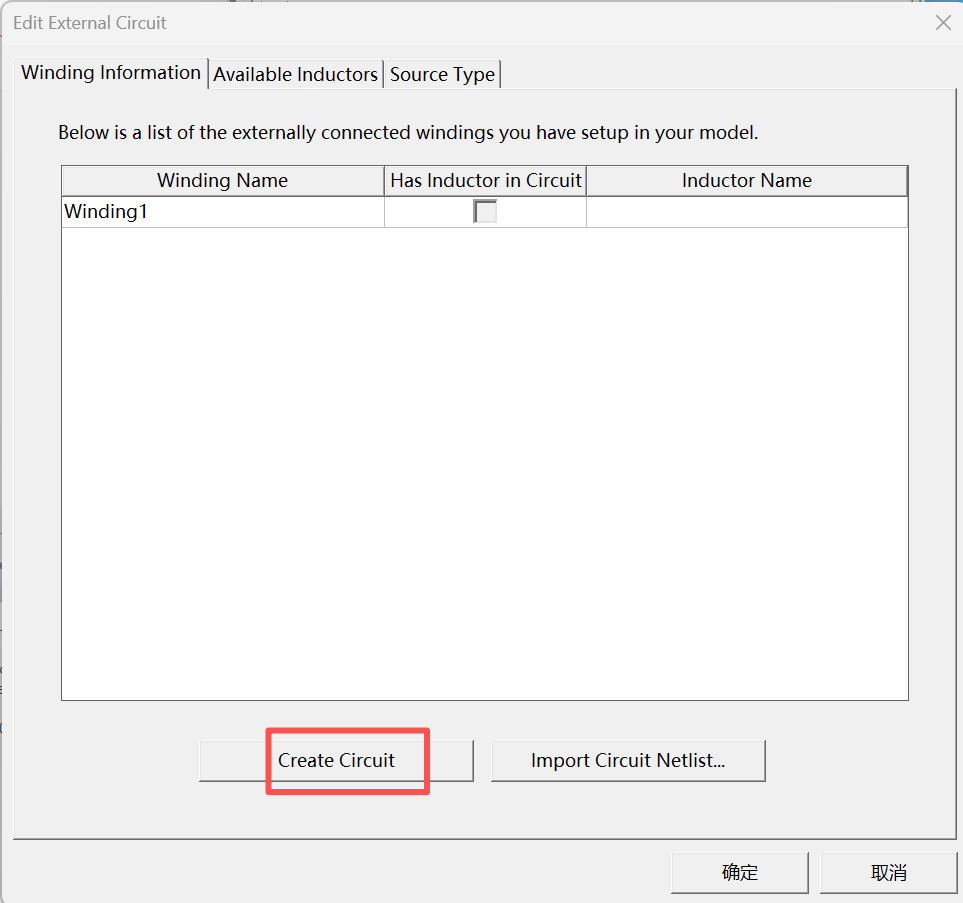 Edit External Circuit
Winding Information Available Inductors Source Type
Below is a list of the externally connected windings you have setup in your model.
Winding Name Has Inductor in Circuit Inductor Name
Winding1
Create Circuit Import Circuit Netlist...
确定 取消